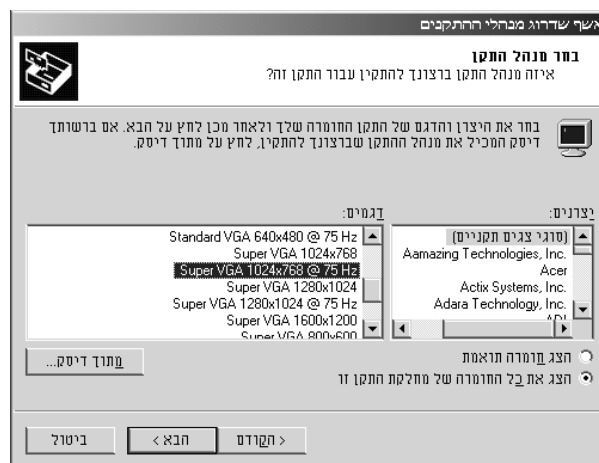 אשף שדרוג מנהלי ההתקנים
בחר מנהל התקן
איזה מנהל התקן ברצונך להתקין עבור התקן זה?
בחר את היצרן והדגם של התקן החומרה שלך ולאחר מכן לחץ על הבא. אם ברשותך
דיסק המכיל את מנהל ההתקן שברצונך להתקין, לחץ על מתוך דיסק.
יצרנים:
(סוגי צגים תקניים)
Aamazing Technologies, Inc.
Acer
Actix Systems, Inc.
Adara Technology, Inc.
ADI
דגמים:
Standard VGA 640x480 @ 75 Hz
Super VGA 1024x768
Super VGA 1024x768 @ 75 Hz
Super VGA 1280x1024
Super VGA 1280x1024 @ 75 Hz
Super VGA 1600x1200
Super VGA 800x600
הצג חומרה תואמת
הצג את כל החומרה של מחלקת התקן זו
מתוך דיסק...
< הקודם
הבא >
ביטול